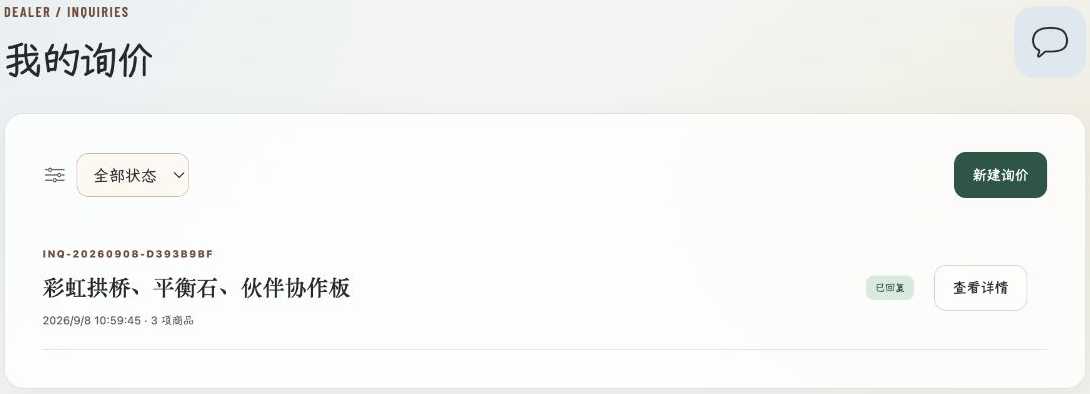 DEALER / INQUIRIES
我的询价
全部状态
新建询价
INQ-20260908-D393B9BF
彩虹拱桥、平衡石、伙伴协作板
已回复
查看详情
2026/9/8 10:59:45 · 3 项商品